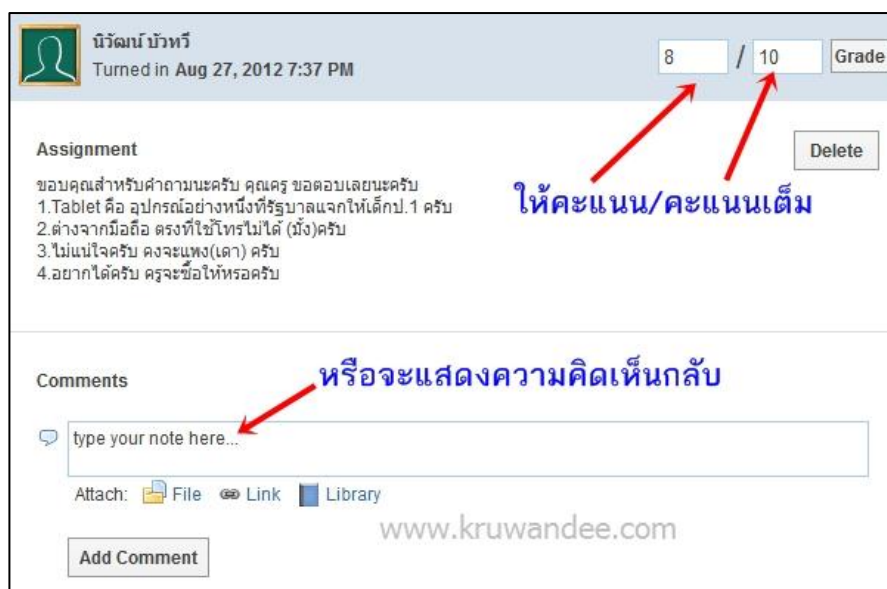 นิวัฒน์ บัวทวี
Turned in Aug 27, 2012 7:37 PM
8 / 10 Grade
Assignment
Delete
ขอบคุณสำหรับคำถามนะครับ คุณครู ขอตอบเลยนะครับ
1.Tablet คือ อุปกรณ์อย่างหนึ่งที่รัฐบาลแจกให้เด็กป.1 ครับ
2.ต่างจากมือถือ ตรงที่ใช้โทรไม่ได้ (มั้ง)ครับ
3.ไม่แน่ใจครับ คงจะแพง(เดา) ครับ
4.อยากได้ครับ ครูจะซื้อให้หรอครับ
ให้คะแนน/คะแนนเต็ม
หรือจะแสดงความคิดเห็นกลับ
Comments
type your note here...
Attach: File Link Library
www.kruwandee.com
Add Comment